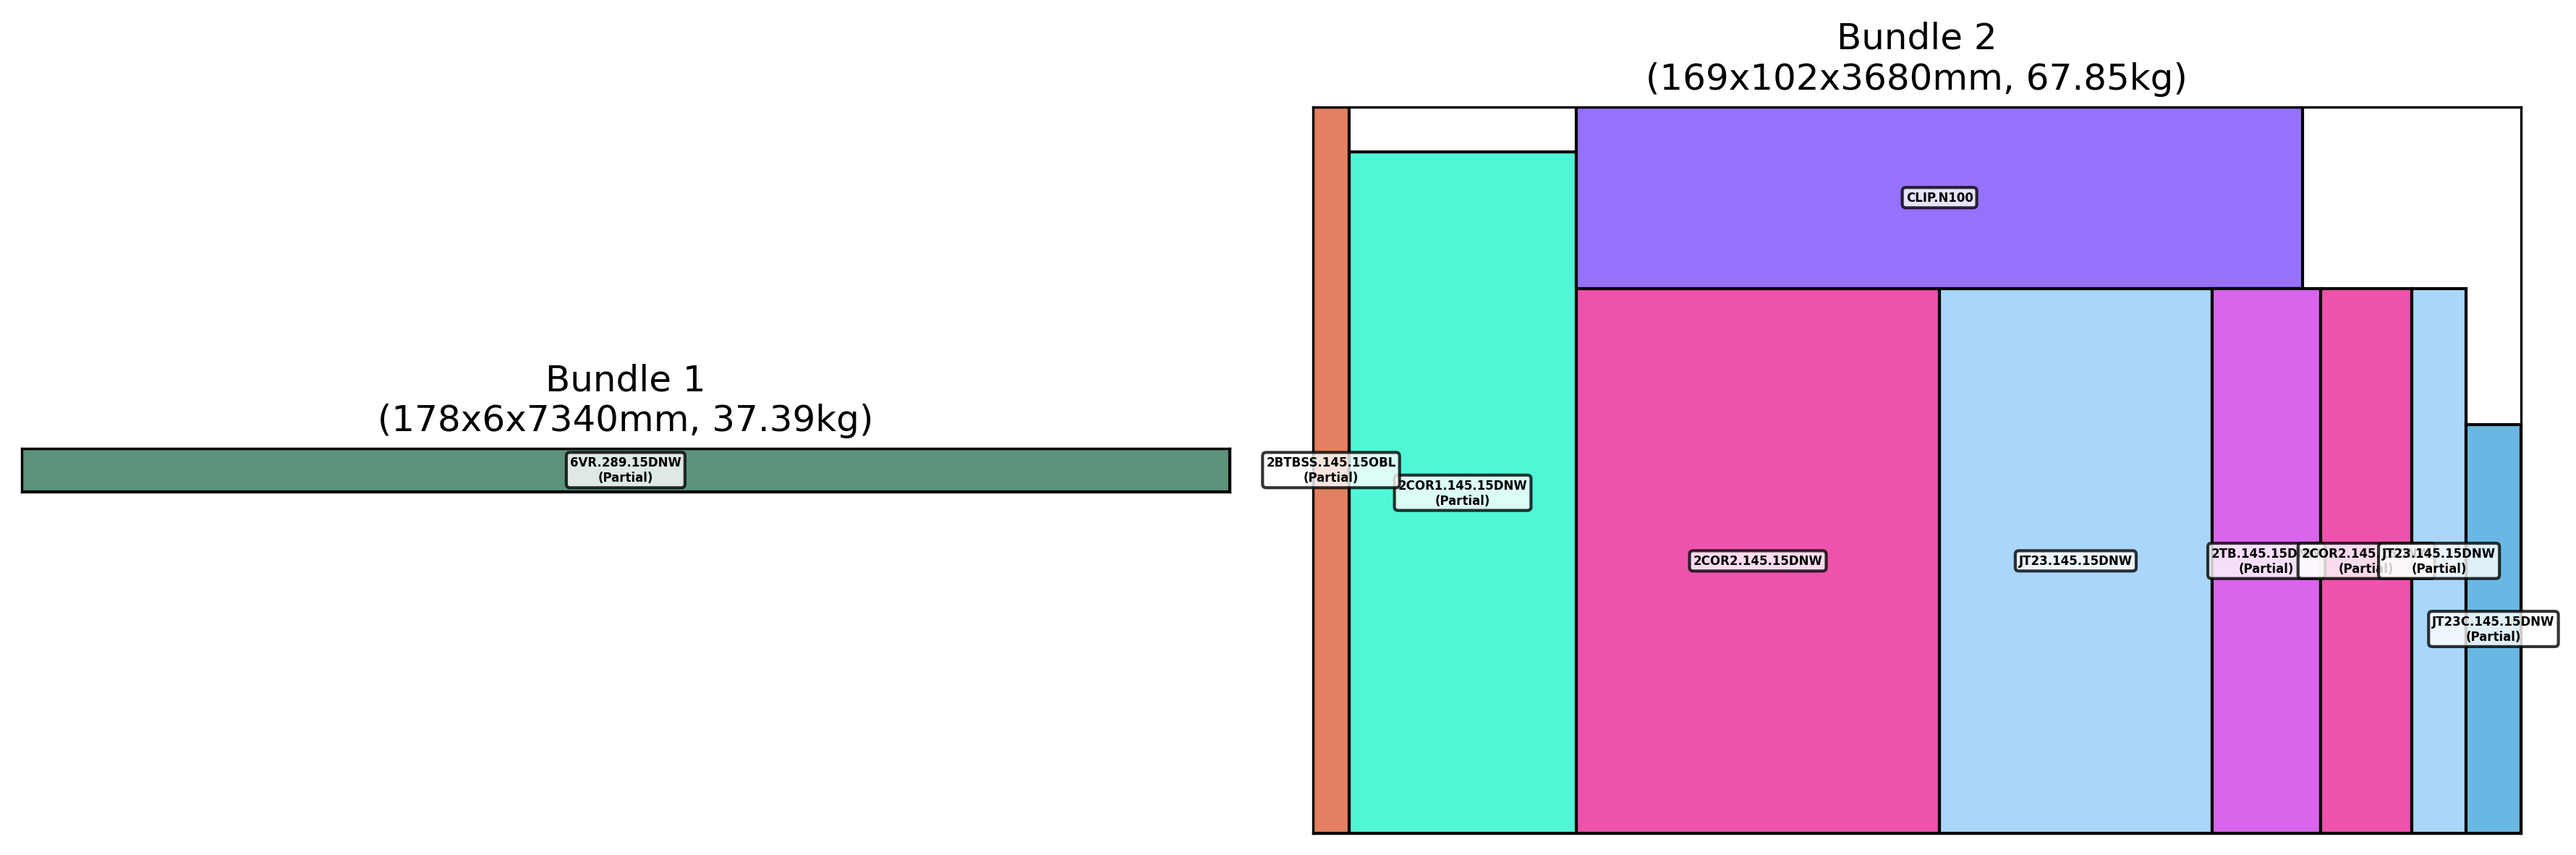 Bundle 1
(178x6x7340mm, 37.39kg)
6VR.289.15DNW
(Partial)
Bundle 2
(169x102x3680mm, 67.85kg)
CLIP.N100
2BTBSS.145.15OBL
(Partial)
2COR1.145.15DNW
(Partial)
2COR2.145.15DNW
JT23.145.15DNW
2TB.145.15D
(Partial)
2COR2.145.
(Partial)
JT23.145.15DNW
(Partial)
JT23C.145.15DNW
(Partial)